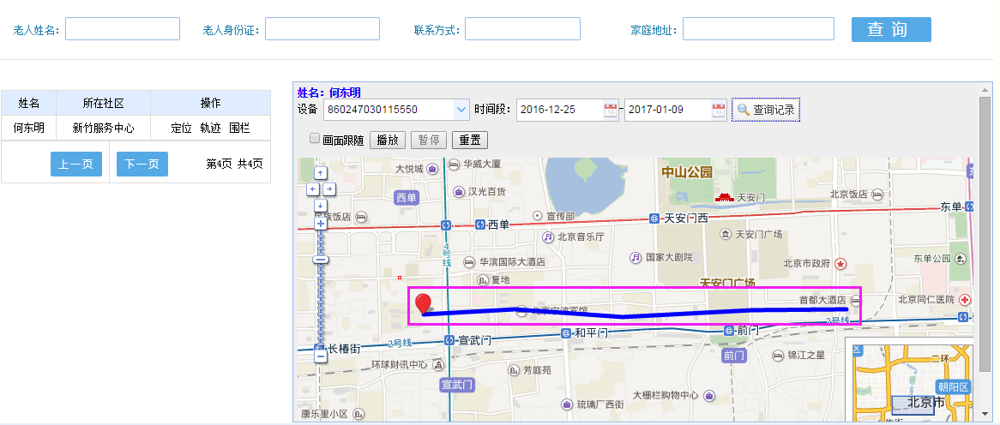 老人姓名： 老人身份证： 联系方式： 家庭地址： 查 询
姓名 所在社区 操作
何东明 新竹服务中心 定位 轨迹 围栏
上一页 下一页 第4页 共4页
姓名：何东明
设备 860247030115550 时间段： 2016-12-25 - 2017-01-09 查询记录
画面跟随 播放 暂停 重置
大悦城 华威大厦 中山公园
西单 汉光百货 天安门 北京饭店
族饭店 宣传部 天安门西 东单
西单
北京音乐厅 天安门广场
4号线 华滨国际大酒店 国家大剧院 北京市政府 东单公园
复地 天安门广场
北京宁波宾馆 首都大酒店 北京同仁医院
2号线
和平门 前门
长椿街 2号线 宣武门
前门 锦江之星 二环
环球财讯中心 芳庭苑
宣武门 朝阳区
大栅栏购物中心 北京市
琉璃厂西街
康乐里小区